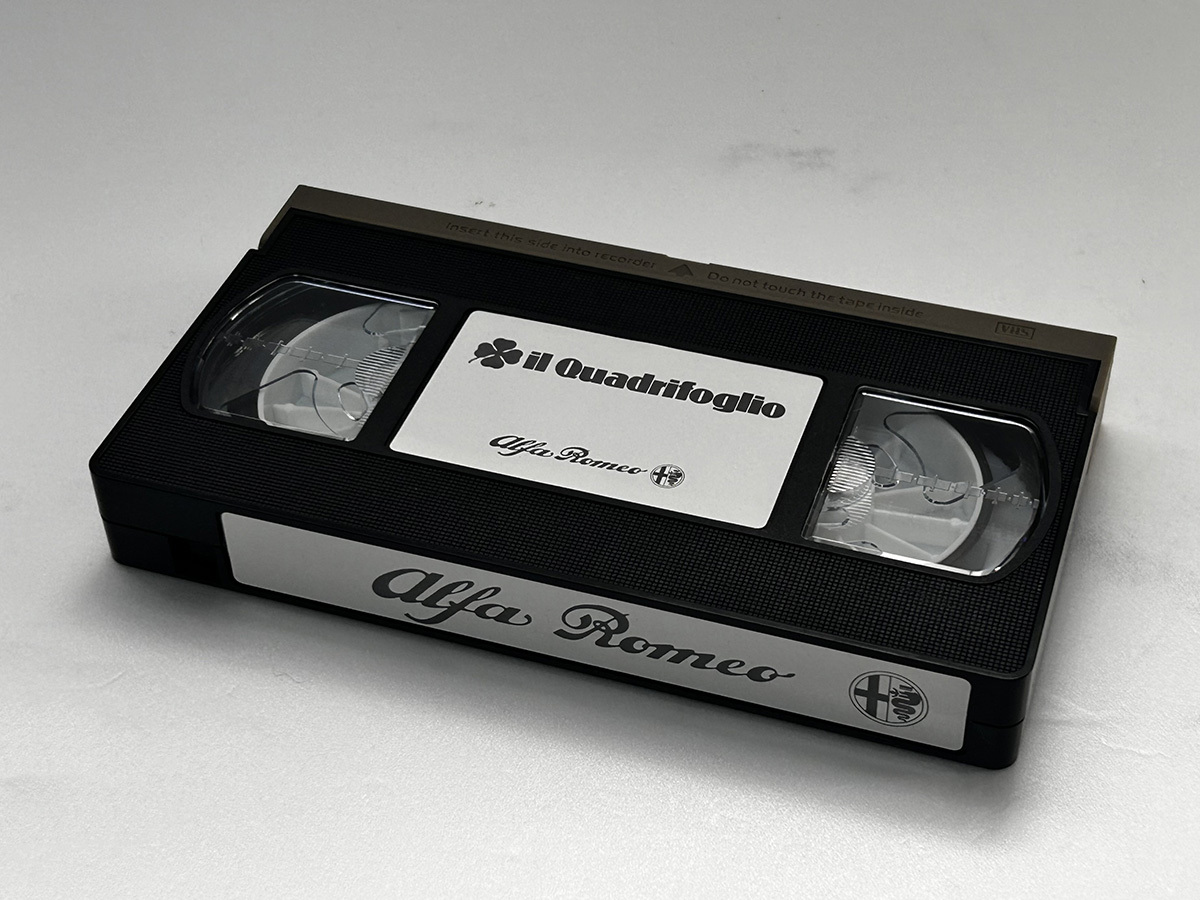 Insert this side into recorder ▲ Do not touch the tape inside
VHS
il Quadrifoglio
Alfa Romeo
Alfa Romeo